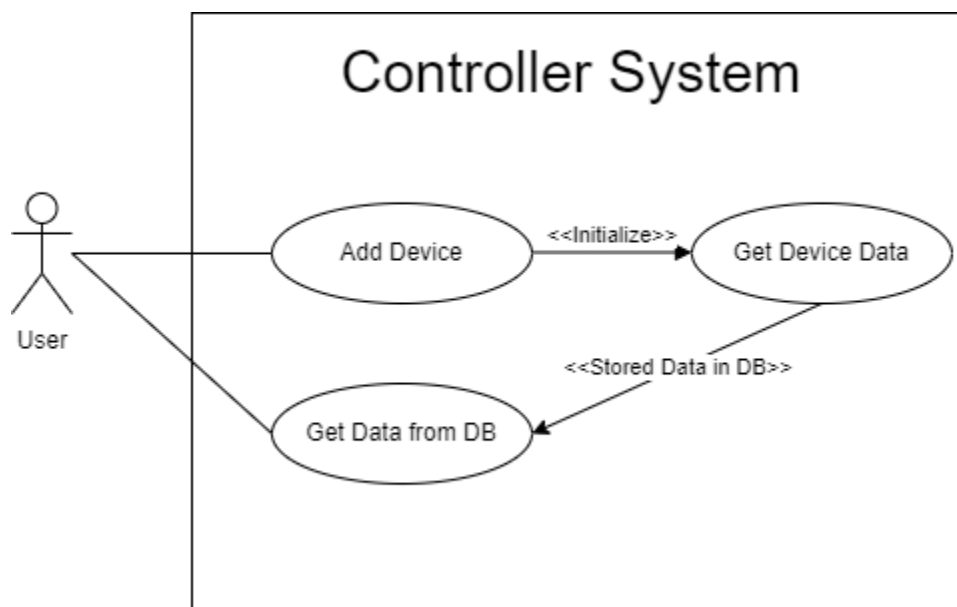 Controller System
Add Device
<<Initialize>>
Get Device Data
User
<<Stored Data in DB>>
Get Data from DB